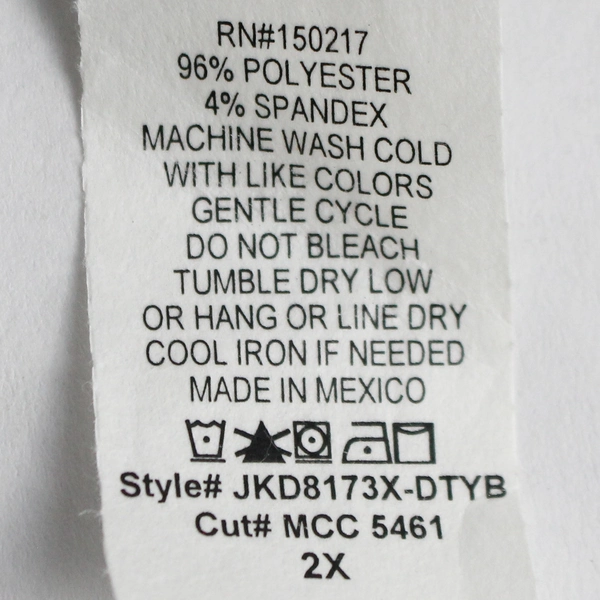 RN#150217
96% POLYESTER
4% SPANDEX
MACHINE WASH COLD
WITH LIKE COLORS
GENTLE CYCLE
DO NOT BLEACH
TUMBLE DRY LOW
OR HANG OR LINE DRY
COOL IRON IF NEEDED
MADE IN MEXICO
Style# JKD8173X-DTYB
Cut# MCC 5461
2X